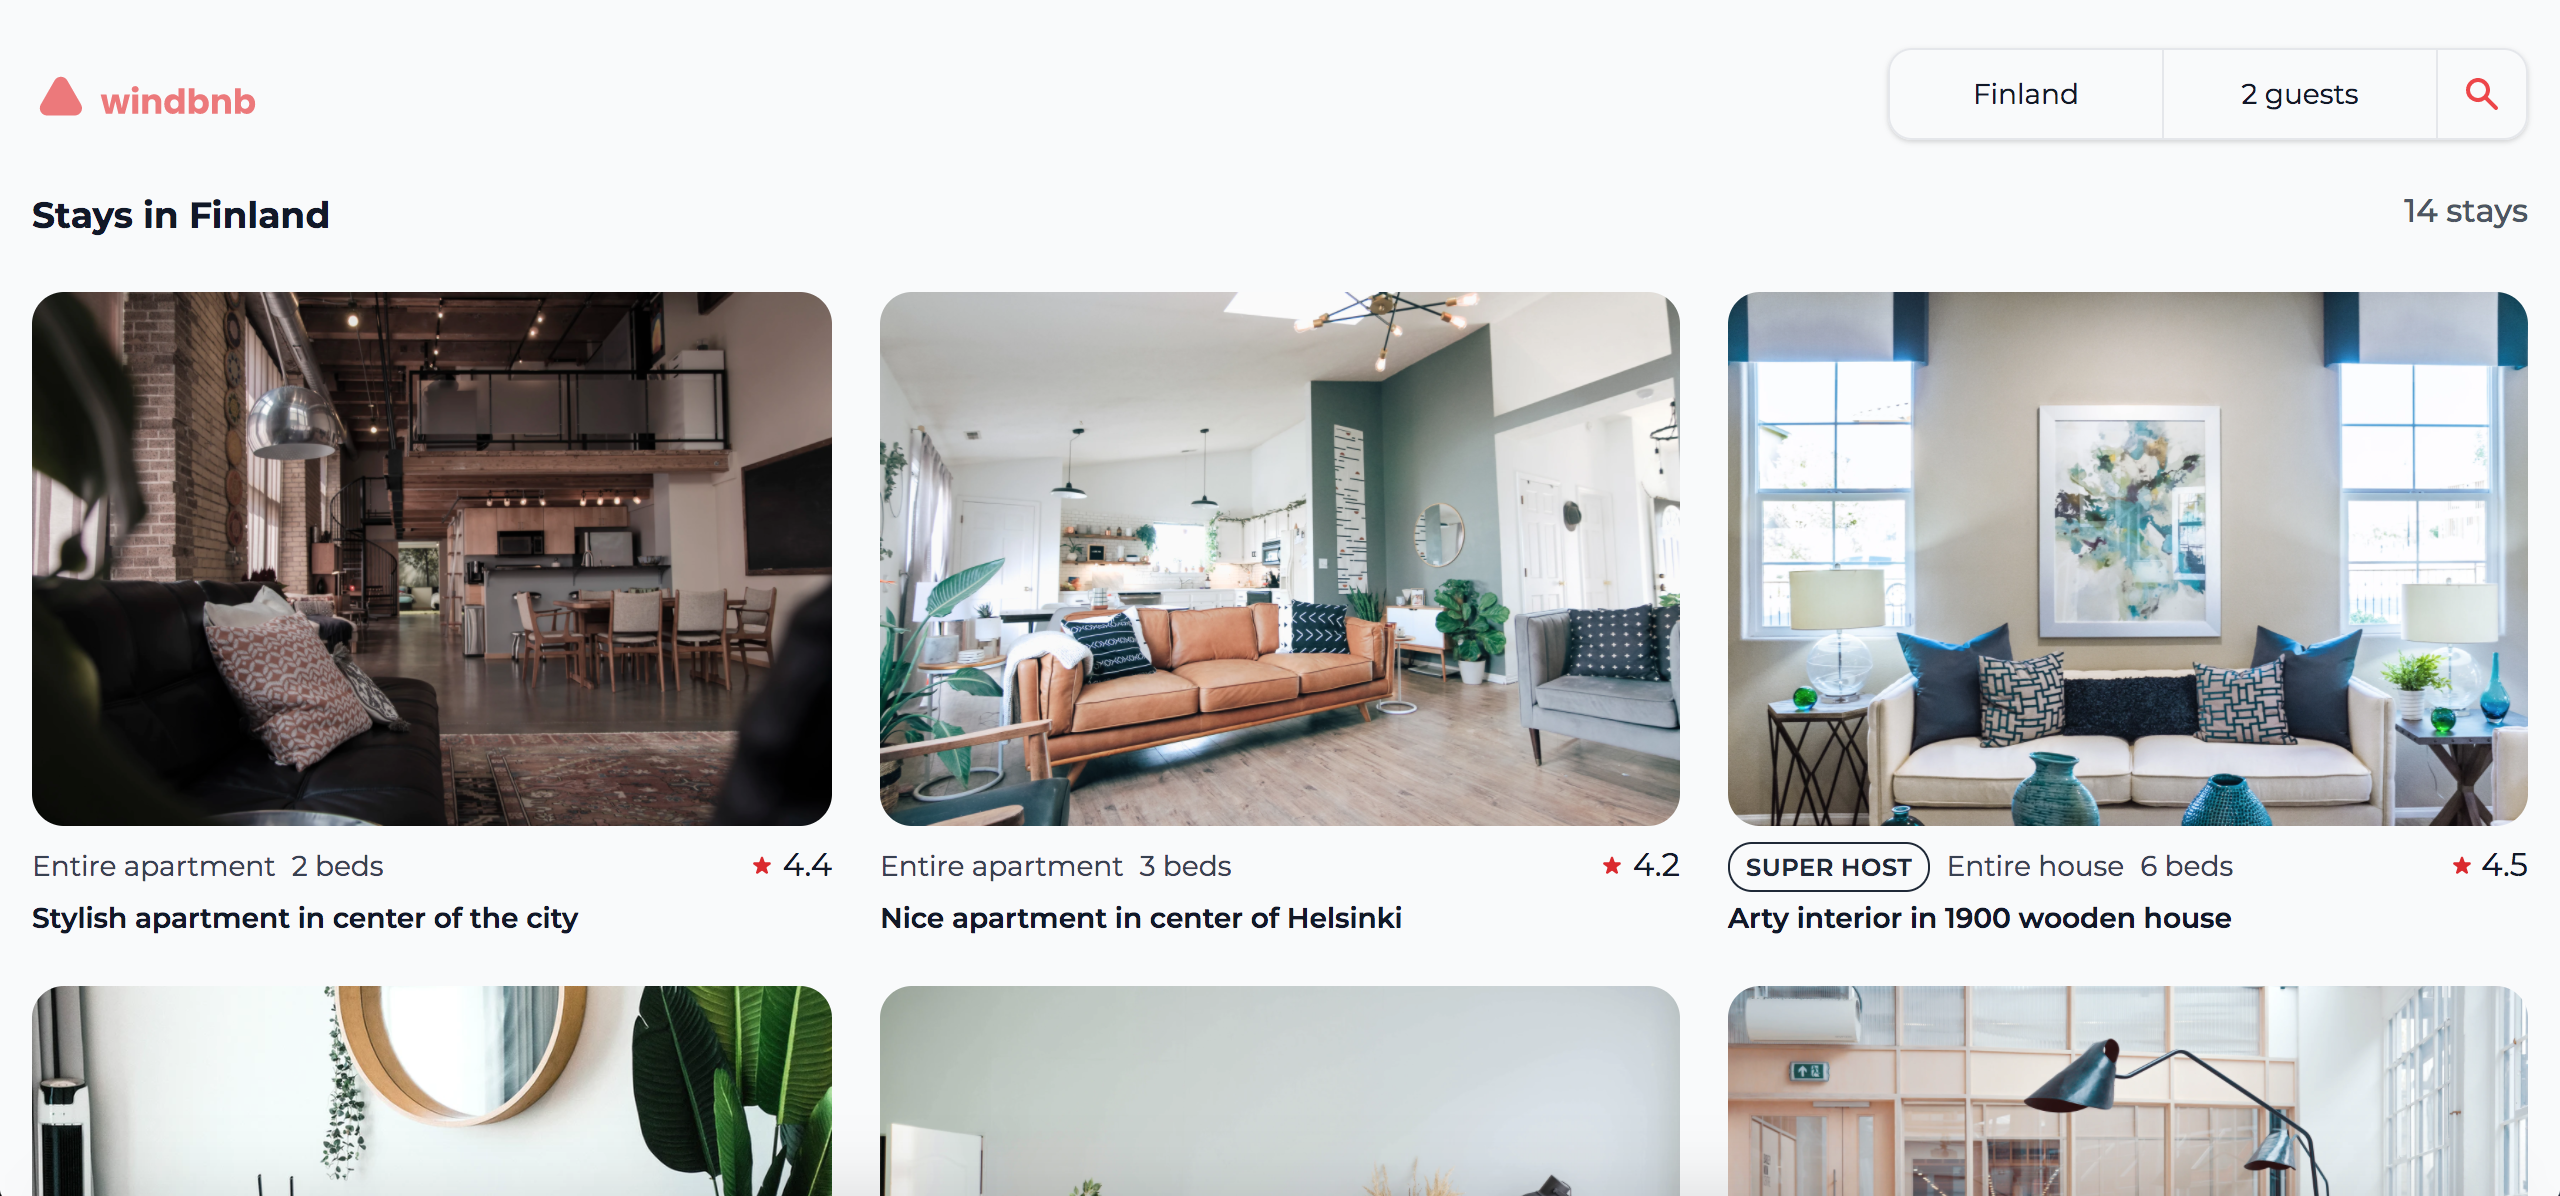 windbnb
Finland
2 guests
Stays in Finland
14 stays
Entire apartment 2 beds
4.4
Stylish apartment in center of the city
Entire apartment 3 beds
4.2
Nice apartment in center of Helsinki
SUPER HOST Entire house 6 beds
4.5
Arty interior in 1900 wooden house